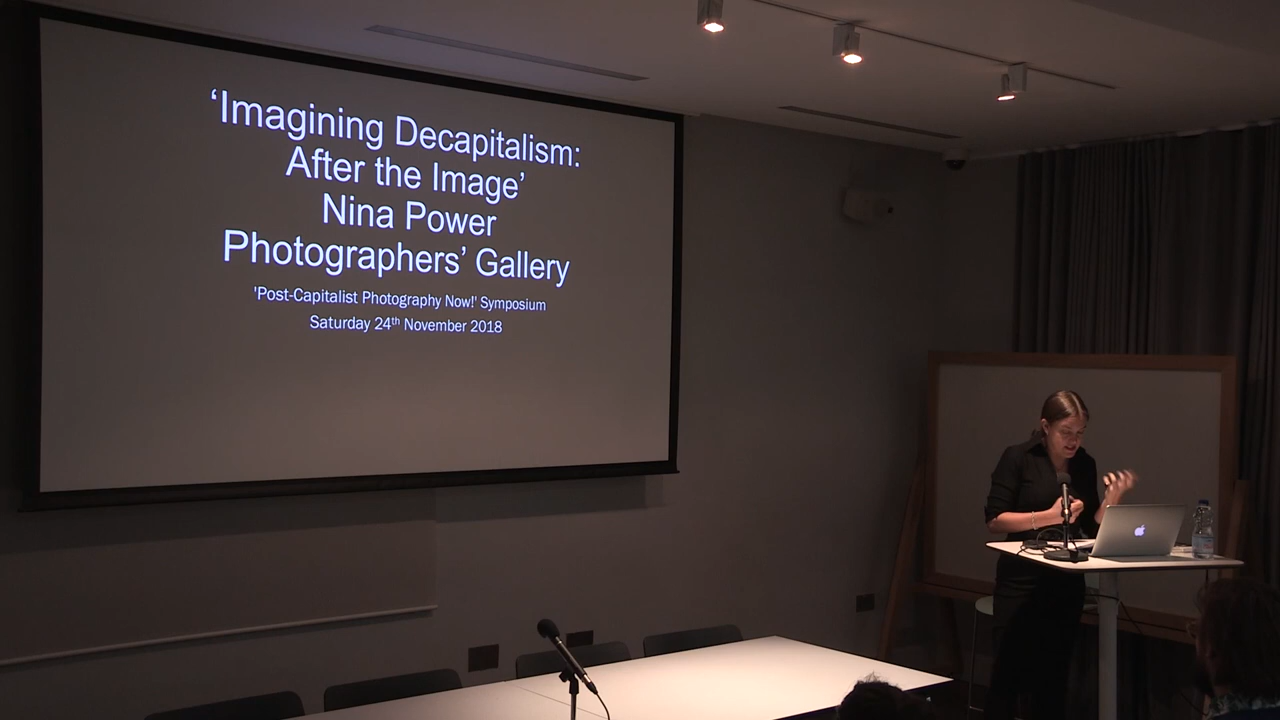 ‘Imagining Decapitalism:
After the Image’
Nina Power
Photographers’ Gallery
'Post-Capitalist Photography Now!' Symposium
Saturday 24th November 2018